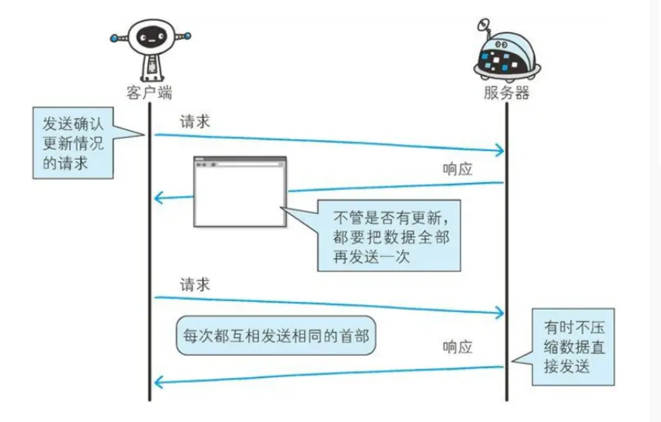 客户端
服务器
发送确认
更新情况
的请求
请求
响应
不管是否有更新，
都要把数据全部
再发送一次
请求
每次都互相发送相同的首部
响应
有时不压
缩数据直
接发送